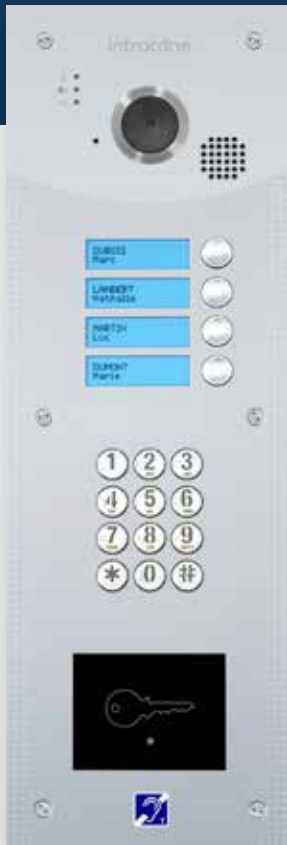 intratone
DUBOIS
Marc
LAMBERT
Nathalie
MARTIN
Luc
DUMONT
Marie
1 2 3
4 5 6
7 8 9
* 0 #
T